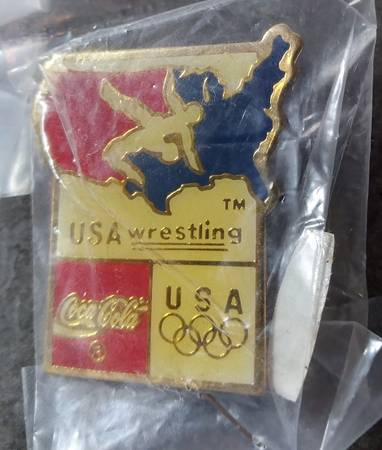 TM
USA wrestling
Coca-Cola
®
USA